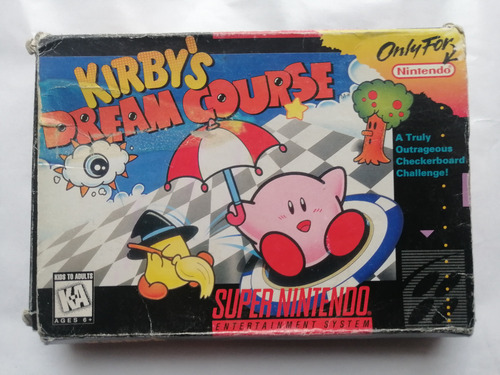 KIRBY'S
DREAM COURSE
Only For
Nintendo
A Truly
Outrageous
Checkerboard
Challenge!
KIDS TO ADULTS
K-A
AGES 6+
SUPER NINTENDO
ENTERTAINMENT SYSTEM